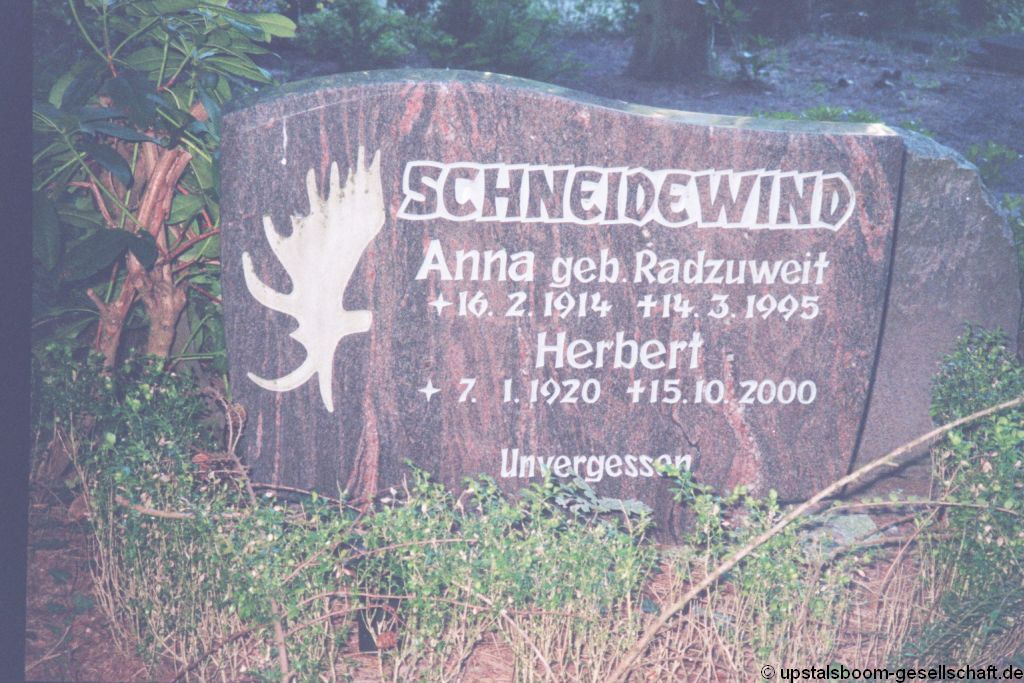 SCHNEIDEWIND
Anna geb. Radzuweit
+16. 2. 1914 +14. 3. 1995
Herbert
+ 7. 1. 1920 +15. 10. 2000
Unvergessen
© upstalsboom-gesellschaft.de